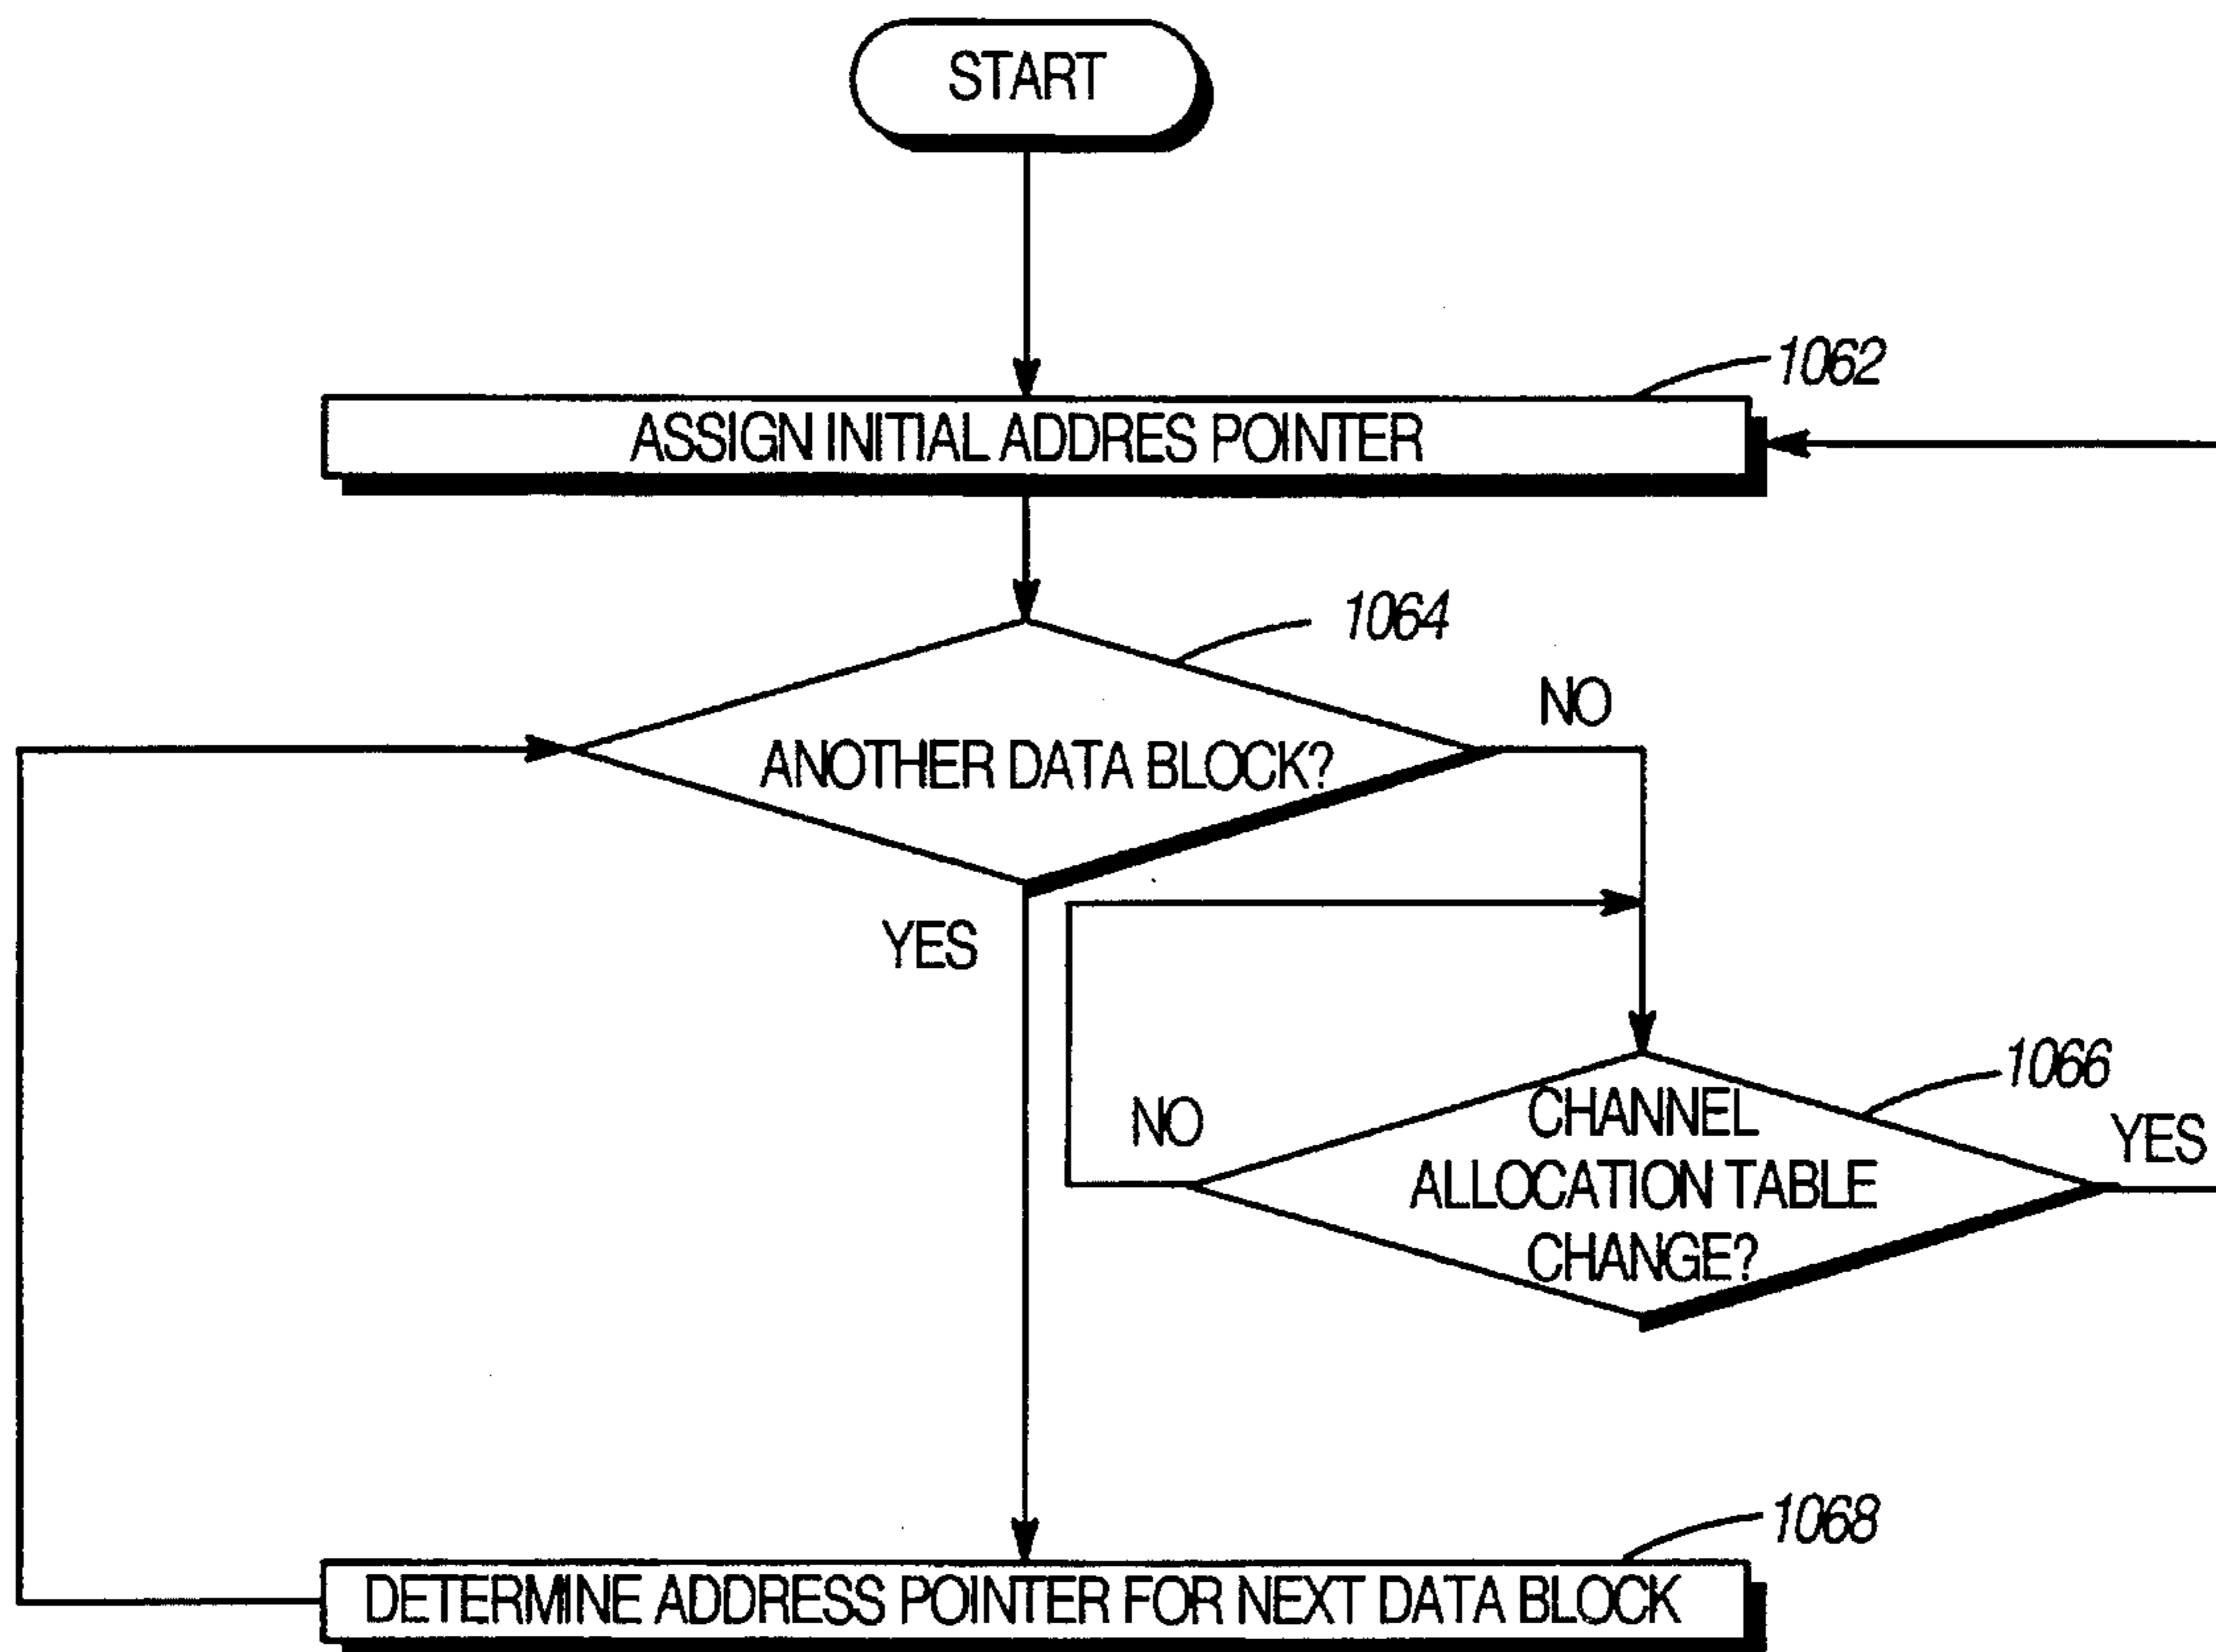 START
1062
ASSIGN INITIAL ADDRES POINTER
1064
NO
ANOTHER DATA BLOCK?
YES
1066
NO
CHANNEL
YES
ALLOCATION TABLE
CHANGE?
1068
DETERMINE ADDRESS POINTER FOR NEXT DATA BLOCK